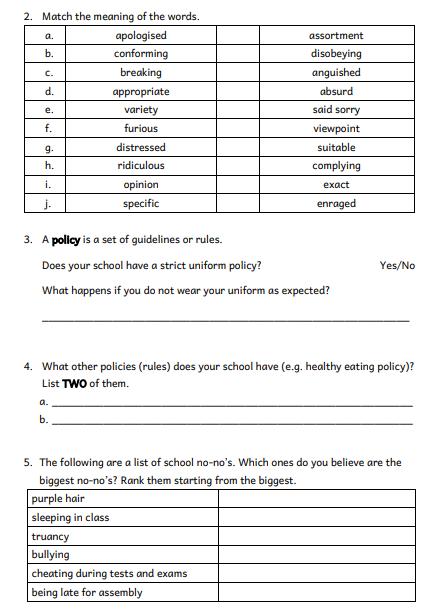 2. Match the meaning of the words.
a. apologised assortment
b. conforming disobeying
c. breaking anguished
d. appropriate absurd
e. variety said sorry
f. furious viewpoint
g. distressed suitable
h. ridiculous complying
i. opinion exact
j. specific enraged
3. A policy is a set of guidelines or rules.
Does your school have a strict uniform policy? Yes/No
What happens if you do not wear your uniform as expected?
4. What other policies (rules) does your school have (e.g. healthy eating policy)?
List TWO of them.
a.
b.
5. The following are a list of school no-no's. Which ones do you believe are the
biggest no-no's? Rank them starting from the biggest.
purple hair
sleeping in class
truancy
bullying
cheating during tests and exams
being late for assembly